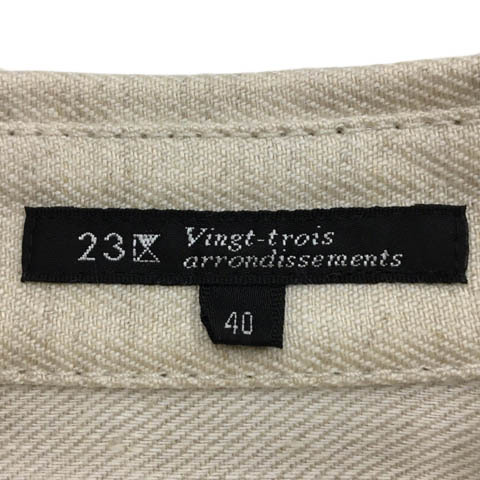 23区 Vingt-trois
arrondissements
40